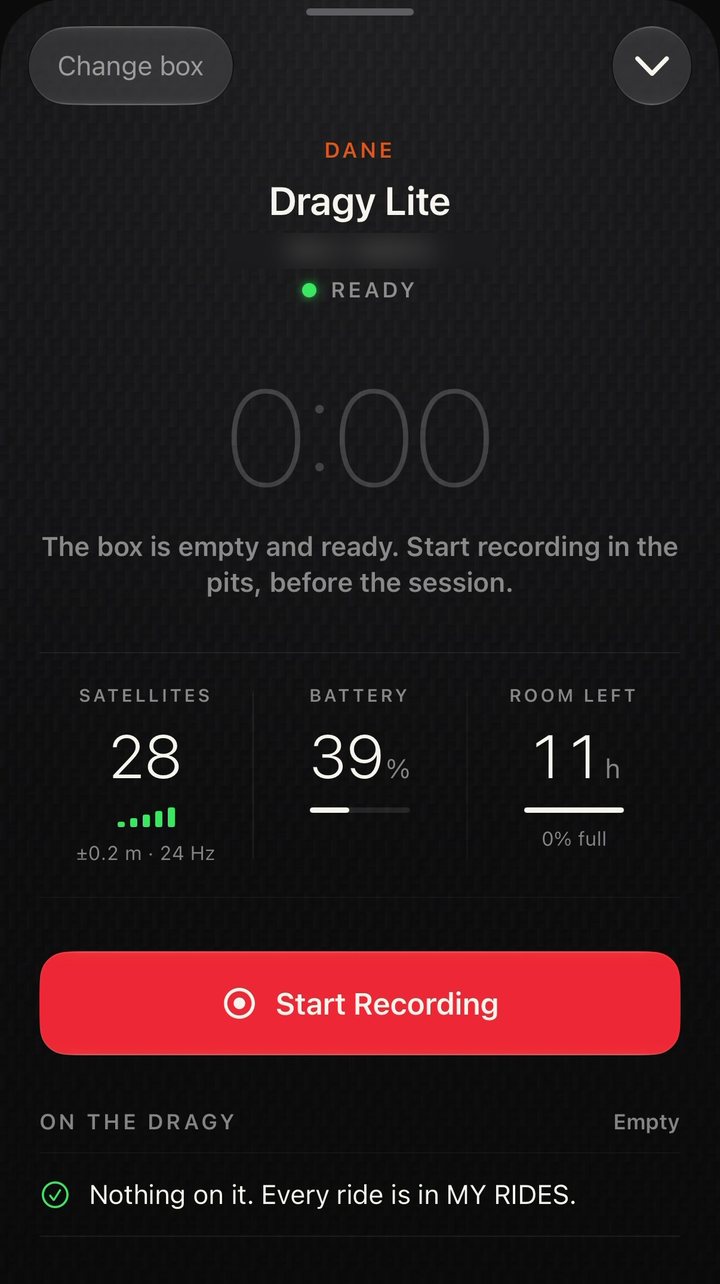 Change box
DANE
Dragy Lite
READY
0:00
The box is empty and ready. Start recording in the
pits, before the session.
SATELLITES
28
±0.2 m · 24 Hz
BATTERY
39%
ROOM LEFT
11h
0% full
Start Recording
ON THE DRAGY
Empty
Nothing on it. Every ride is in MY RIDES.